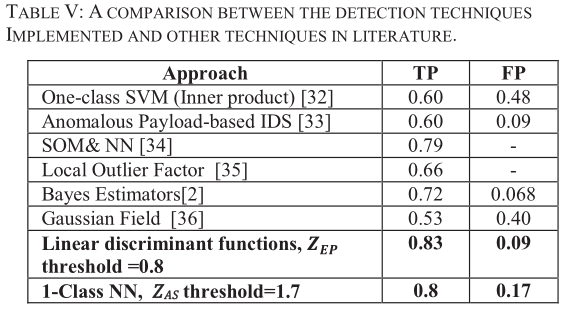 TABLE V: A COMPARISON BETWEEN THE DETECTION TECHNIQUES
IMPLEMENTED AND OTHER TECHNIQUES IN LITERATURE.
Approach TP FP
One-class SVM (Inner product) [32] 0.60 0.48
Anomalous Payload-based IDS [33] 0.60 0.09
SOM& NN [34] 0.79 -
Local Outlier Factor [35] 0.66 -
Bayes Estimators[2] 0.72 0.068
Gaussian Field [36] 0.53 0.40
Linear discriminant functions, Z_EP 0.83 0.09
threshold =0.8
1-Class NN, Z_AS threshold=1.7 0.8 0.17